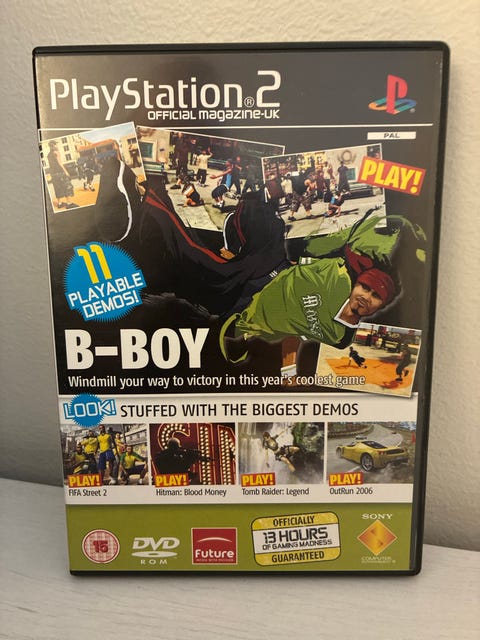 PlayStation®2
OFFICIAL MAGAZINE-UK
PAL
PLAY!
11
PLAYABLE
DEMOS!
B-BOY
Windmill your way to victory in this year's coolest game
LOOK! STUFFED WITH THE BIGGEST DEMOS
PLAY! PLAY! PLAY! PLAY!
FIFA Street 2 Hitman: Blood Money Tomb Raider: Legend OutRun 2006
15
DVD
ROM
Future
OFFICIALLY
13 HOURS
OF GAMING MADNESS
GUARANTEED
SONY
COMPUTER